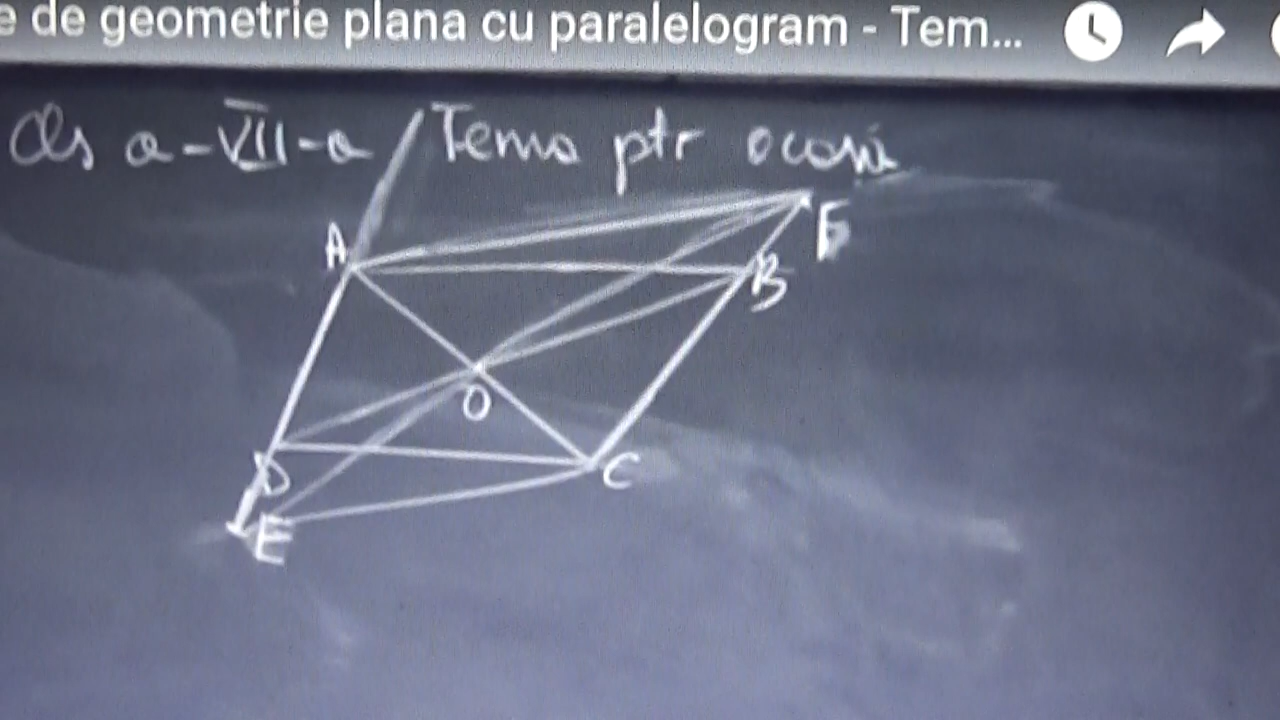 e de geometrie plana cu paralelogram - Tem...
Cls a-VII-a / Tema ptr acasă
A
F
B
O
D
C
E